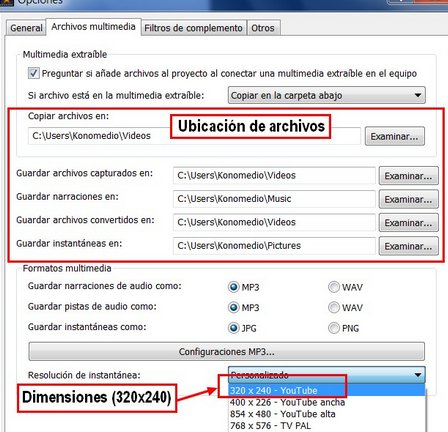 Opciones
General Archivos multimedia Filtros de complemento Otros
Multimedia extraíble
Preguntar si añade archivos al proyecto al conectar una multimedia extraíble en el equipo
Si archivo está en la multimedia extraíble: Copiar en la carpeta abajo
Copiar archivos en:
Ubicación de archivos
C:\Users\Konomedio\Videos Examinar...
Guardar archivos capturados en: C:\Users\Konomedio\Videos Examinar...
Guardar narraciones en: C:\Users\Konomedio\Music Examinar...
Guardar archivos convertidos en: C:\Users\Konomedio\Videos Examinar...
Guardar instantáneas en: C:\Users\Konomedio\Pictures Examinar...
Formatos multimedia
Guardar narraciones de audio como: MP3 WAV
Guardar pistas de audio como: MP3 WAV
Guardar instantáneas como: JPG PNG
Configuraciones MP3...
Resolución de instantánea: Personalizado
Dimensiones (320x240)
320 x 240 - YouTube
400 x 226 - YouTube ancha
854 x 480 - YouTube alta
768 x 576 - TV PAL